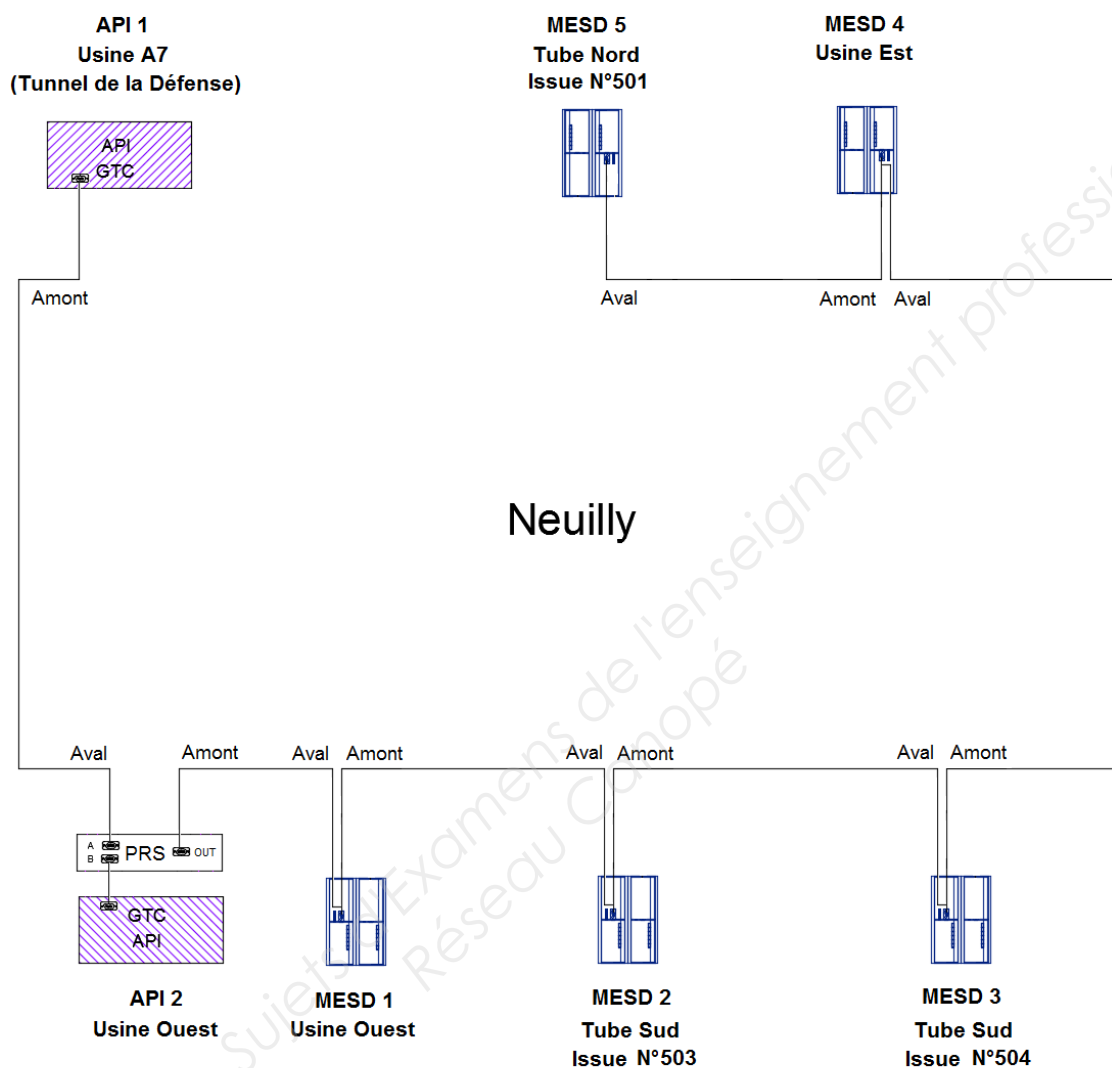 API 1
Usine A7
(Tunnel de la Défense)
MESD 5
Tube Nord
Issue N°501
MESD 4
Usine Est
API
GTC
Amont
Aval
Amont
Aval
Neuilly
Aval
Amont
Aval
Amont
Aval
Amont
Aval
Amont
A
B
PRS
OUT
GTC
API
API 2
Usine Ouest
MESD 1
Usine Ouest
MESD 2
Tube Sud
Issue N°503
MESD 3
Tube Sud
Issue N°504
Sujets d'Examens de l'enseignement
Réseau Canopé